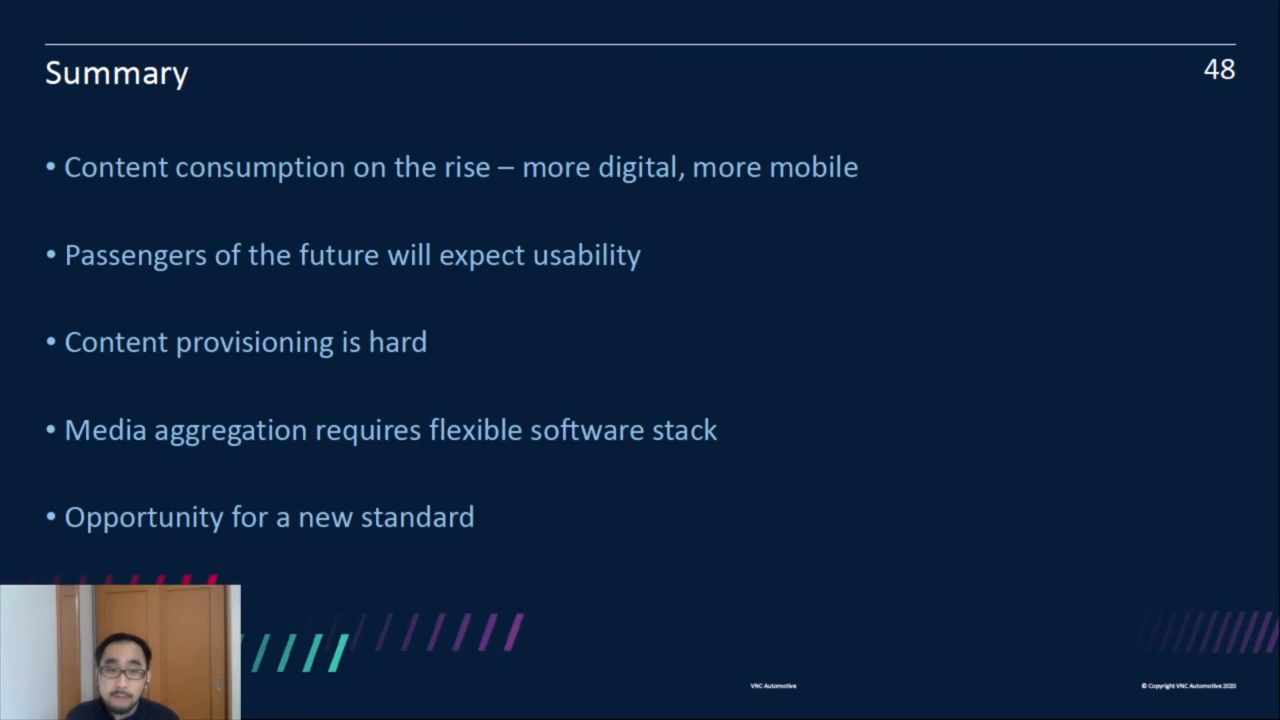 Summary
48
• Content consumption on the rise – more digital, more mobile
• Passengers of the future will expect usability
• Content provisioning is hard
• Media aggregation requires flexible software stack
• Opportunity for a new standard
VNC Automotive
© Copyright VNC Automotive 2020